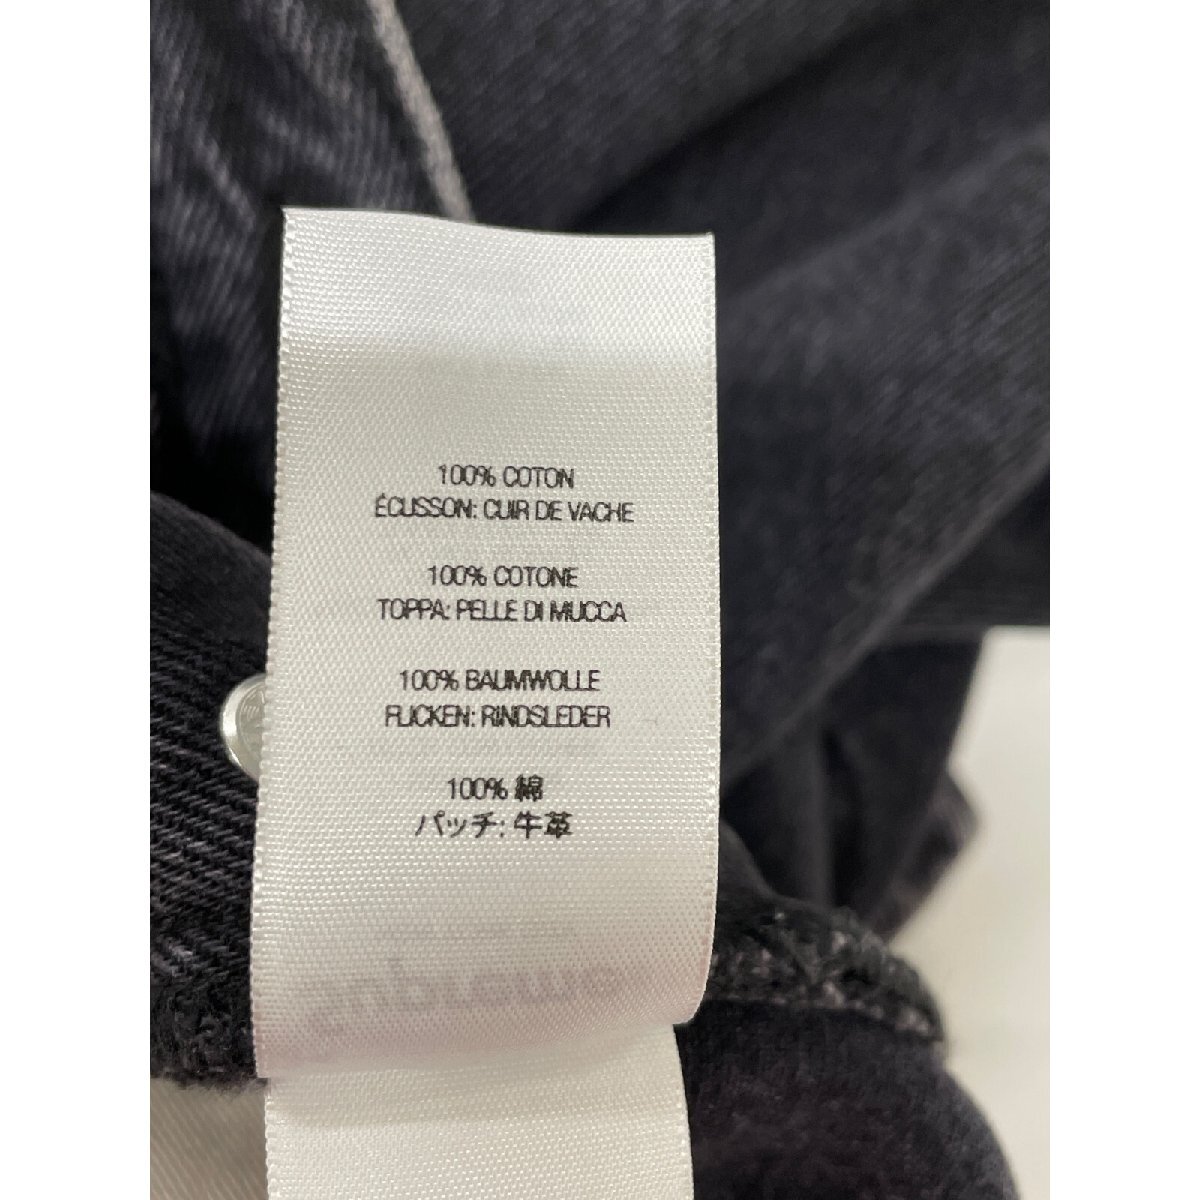 100% COTON
ÉCUSSON: CUIR DE VACHE
100% COTONE
TOPPA: PELLE DI MUCCA
100% BAUMWOLLE
FLICKEN: RINDSLEDER
100% 綿
パッチ: 牛革